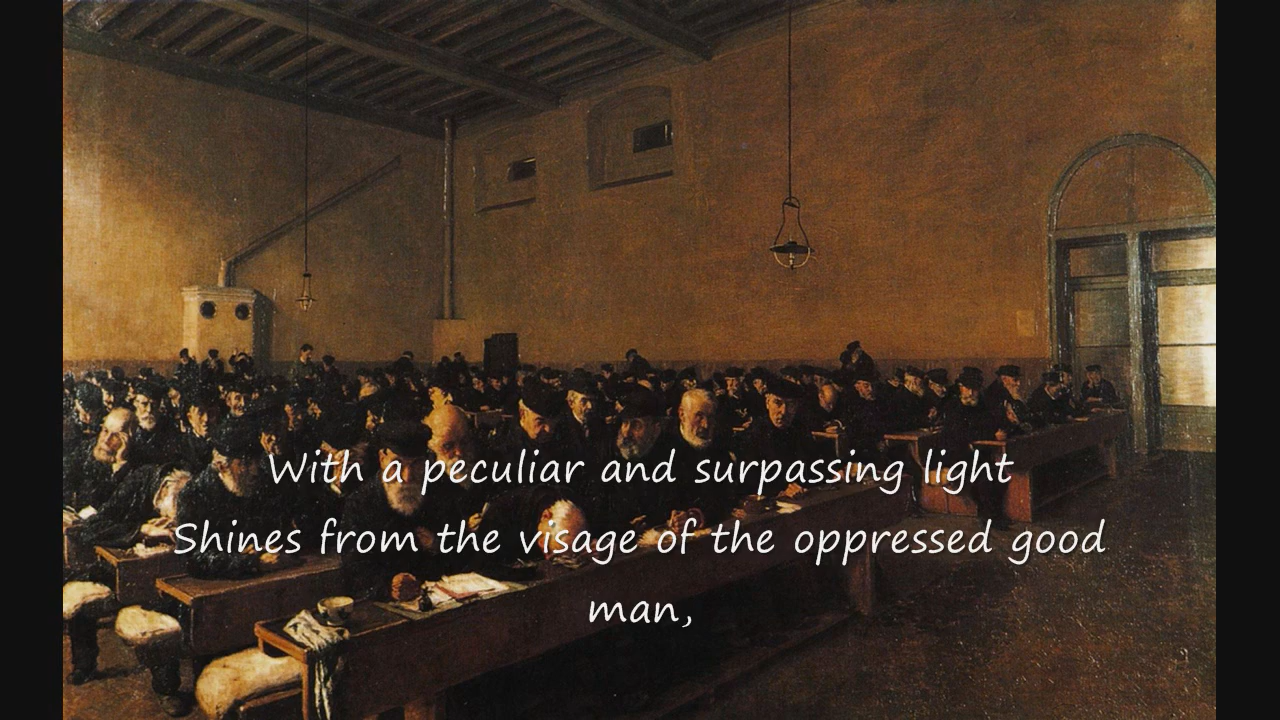 With a peculiar and surpassing light
Shines from the visage of the oppressed good
man,